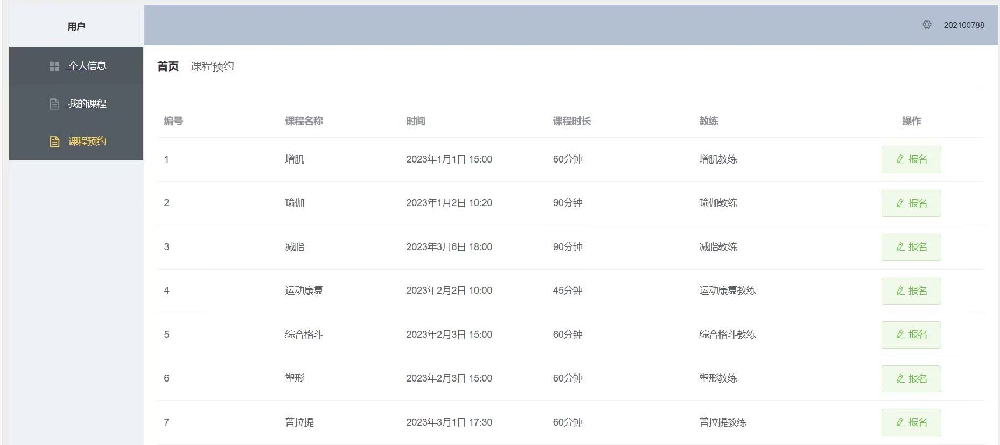 用户
202100788
个人信息
我的课程
课程预约
首页 课程预约
编号 课程名称 时间 课程时长 教练 操作
1 增肌 2023年1月1日 15:00 60分钟 增肌教练 报名
2 瑜伽 2023年1月2日 10:20 90分钟 瑜伽教练 报名
3 减脂 2023年3月6日 18:00 90分钟 减脂教练 报名
4 运动康复 2023年2月2日 10:00 45分钟 运动康复教练 报名
5 综合格斗 2023年2月3日 15:00 60分钟 综合格斗教练 报名
6 塑形 2023年2月3日 15:00 60分钟 塑形教练 报名
7 普拉提 2023年3月1日 17:30 60分钟 普拉提教练 报名